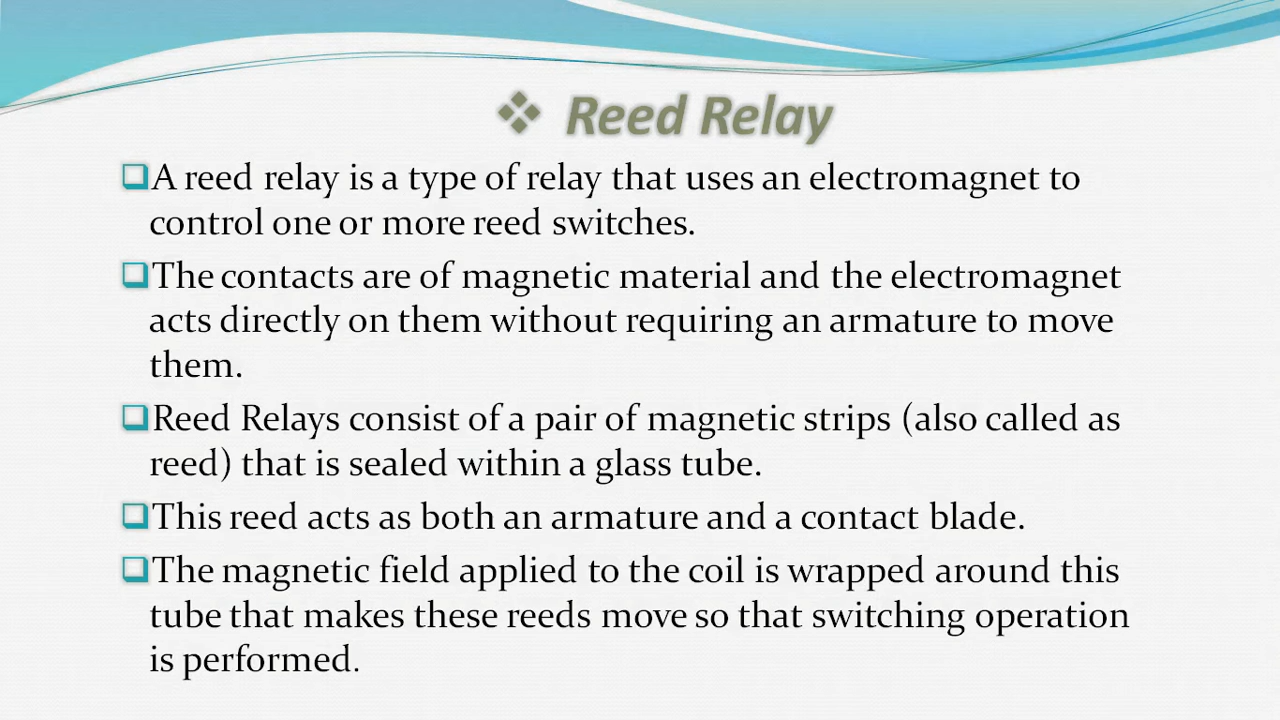 ❖ Reed Relay
❑A reed relay is a type of relay that uses an electromagnet to
control one or more reed switches.
❑The contacts are of magnetic material and the electromagnet
acts directly on them without requiring an armature to move
them.
❑Reed Relays consist of a pair of magnetic strips (also called as
reed) that is sealed within a glass tube.
❑This reed acts as both an armature and a contact blade.
❑The magnetic field applied to the coil is wrapped around this
tube that makes these reeds move so that switching operation
is performed.